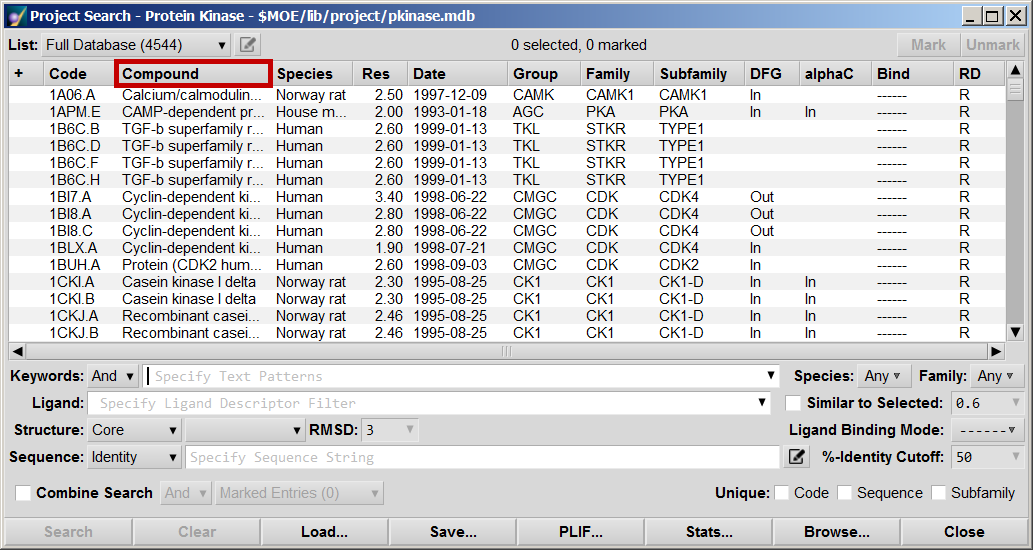 Project Search - Protein Kinase - $MOE/lib/project/pkinase.mdb
List: Full Database (4544) 0 selected, 0 marked Mark Unmark
+ Code Compound Species Res Date Group Family Subfamily DFG alphaC Bind RD
1A06.A Calcium/calmodulin... Norway rat 2.50 1997-12-09 CAMK CAMK1 CAMK1 In ------ R
1APM.E CAMP-dependent pr... House m... 2.00 1993-01-18 AGC PKA PKA In In ------ R
1B6C.B TGF-b superfamily r... Human 2.60 1999-01-13 TKL STKR TYPE1 ------ R
1B6C.D TGF-b superfamily r... Human 2.60 1999-01-13 TKL STKR TYPE1 ------ R
1B6C.F TGF-b superfamily r... Human 2.60 1999-01-13 TKL STKR TYPE1 ------ R
1B6C.H TGF-b superfamily r... Human 2.60 1999-01-13 TKL STKR TYPE1 ------ R
1BI7.A Cyclin-dependent ki... Human 3.40 1998-06-22 CMGC CDK CDK4 Out ------ R
1BI8.A Cyclin-dependent ki... Human 2.80 1998-06-22 CMGC CDK CDK4 Out ------ R
1BI8.C Cyclin-dependent ki... Human 2.80 1998-06-22 CMGC CDK CDK4 Out ------ R
1BLX.A Cyclin-dependent ki... Human 1.90 1998-07-21 CMGC CDK CDK4 In ------ R
1BUH.A Protein (CDK2 hum... Human 2.60 1998-09-03 CMGC CDK CDK2 In ------ R
1CKI.A Casein kinase I delta Norway rat 2.30 1995-08-25 CK1 CK1 CK1-D In In ------ R
1CKI.B Casein kinase I delta Norway rat 2.30 1995-08-25 CK1 CK1 CK1-D In In ------ R
1CKJ.A Recombinant casei... Norway rat 2.46 1995-08-25 CK1 CK1 CK1-D In In ------ R
1CKJ.B Recombinant casei... Norway rat 2.46 1995-08-25 CK1 CK1 CK1-D In In ------ R
Keywords: And Specify Text Patterns Species: Any Family: Any
Ligand: Specify Ligand Descriptor Filter Similar to Selected: 0.6
Structure: Core RMSD: 3 Ligand Binding Mode: ------
Sequence: Identity Specify Sequence String %-Identity Cutoff: 50
Combine Search And Marked Entries (0) Unique: Code Sequence Subfamily
Search Clear Load... Save... PLIF... Stats... Browse... Close